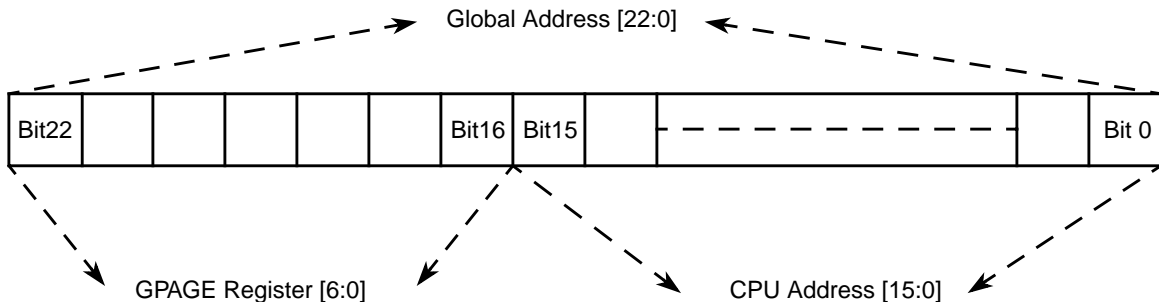 Global Address [22:0]
Bit22 Bit16 Bit15 Bit 0
GPAGE Register [6:0] CPU Address [15:0]